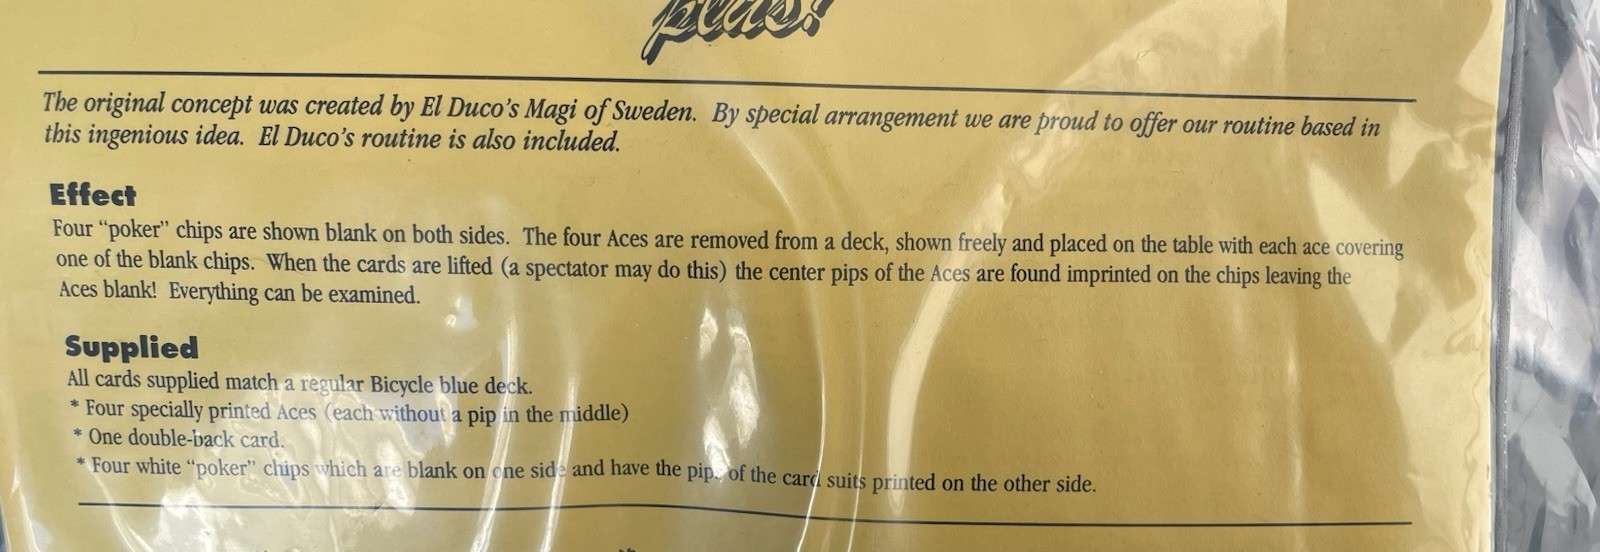 plus!
The original concept was created by El Duco's Magi of Sweden. By special arrangement we are proud to offer our routine based in
this ingenious idea. El Duco's routine is also included.
Effect
Four “poker” chips are shown blank on both sides. The four Aces are removed from a deck, shown freely and placed on the table with each ace covering
one of the blank chips. When the cards are lifted (a spectator may do this) the center pips of the Aces are found imprinted on the chips leaving the
Aces blank! Everything can be examined.
Supplied
All cards supplied match a regular Bicycle blue deck.
* Four specially printed Aces (each without a pip in the middle)
* One double-back card.
* Four white “poker” chips which are blank on one side and have the pips of the card suits printed on the other side.